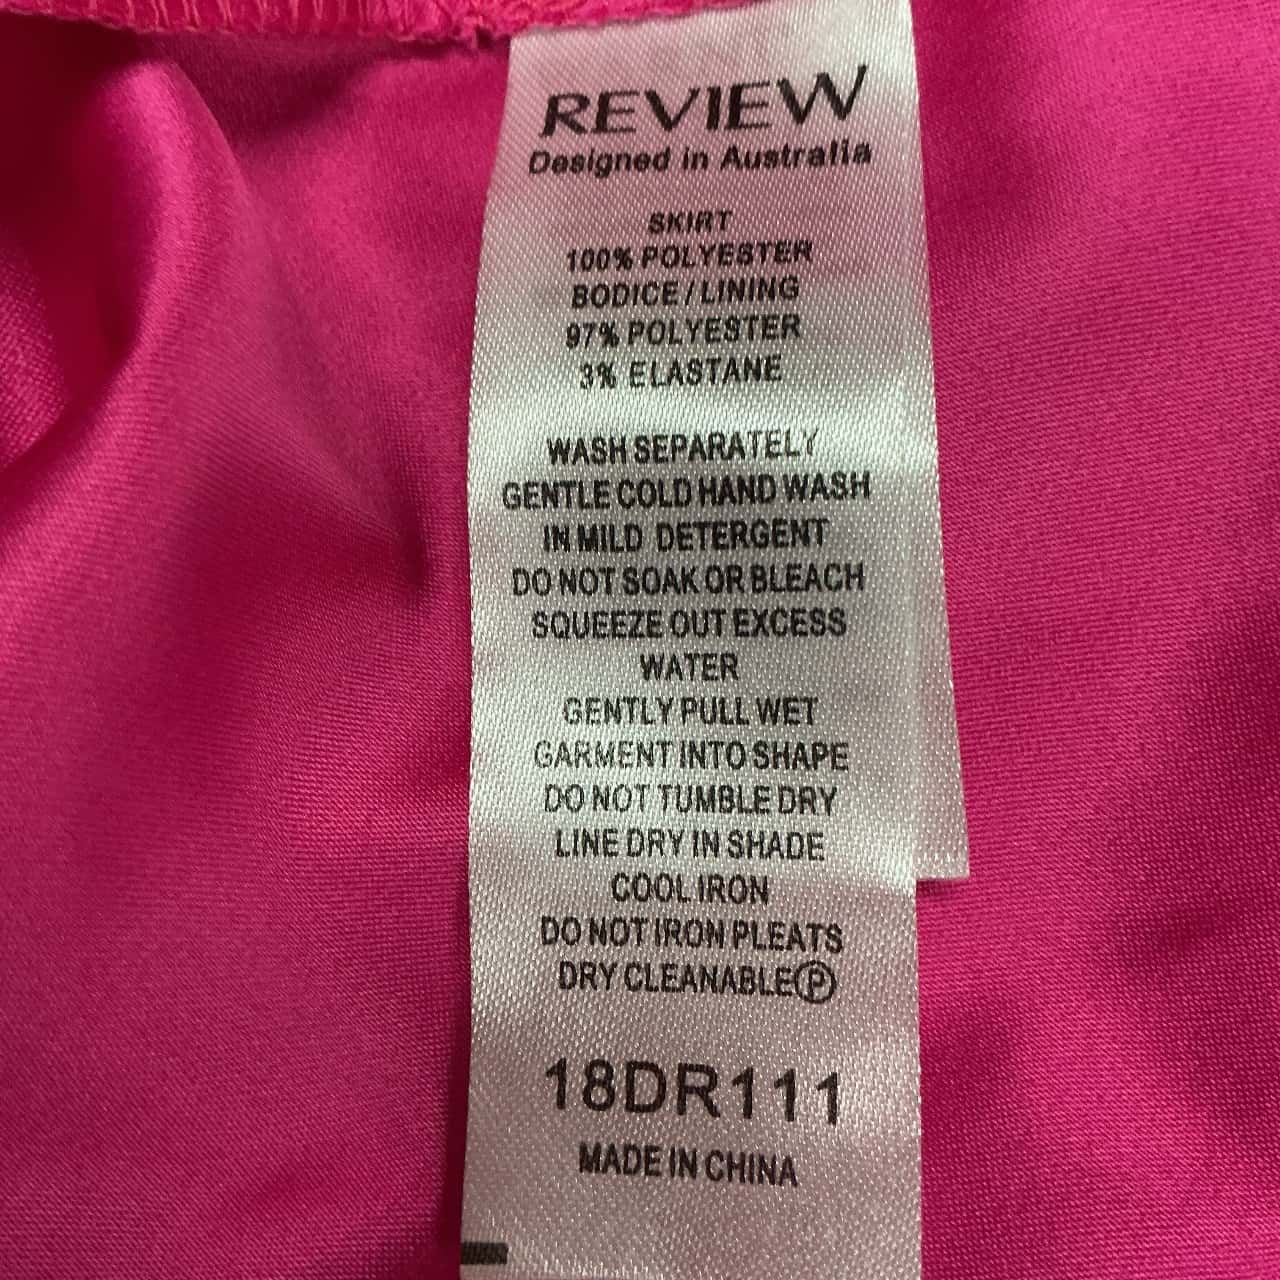 REVIEW
Designed in Australia
SKIRT
100% POLYESTER
BODICE / LINING
97% POLYESTER
3% ELASTANE
WASH SEPARATELY
GENTLE COLD HAND WASH
IN MILD DETERGENT
DO NOT SOAK OR BLEACH
SQUEEZE OUT EXCESS
WATER
GENTLY PULL WET
GARMENT INTO SHAPE
DO NOT TUMBLE DRY
LINE DRY IN SHADE
COOL IRON
DO NOT IRON PLEATS
DRY CLEANABLE Ⓟ
18DR111
MADE IN CHINA